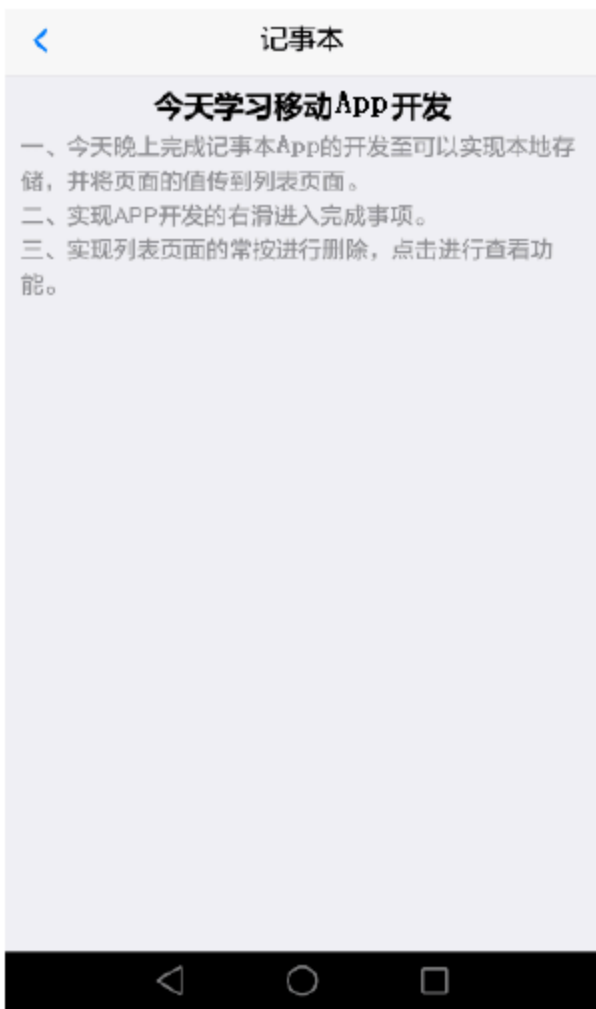 记事本
今天学习移动App开发
一、今天晚上完成记事本App的开发至可以实现本地存
储，并将页面的值传到列表页面。
二、实现APP开发的右滑进入完成事项。
三、实现列表页面的常按进行删除，点击进行查看功
能。